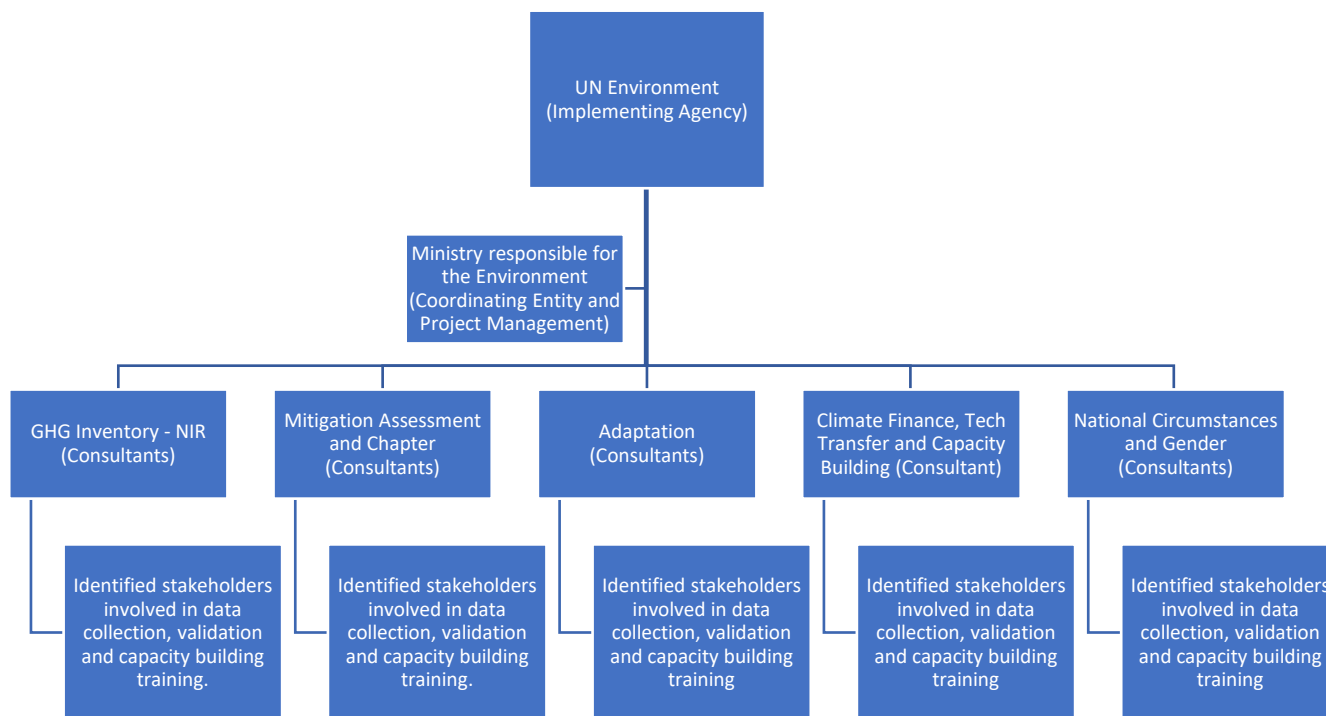 UN Environment
(Implementing Agency)
Ministry responsible for
the Environment
(Coordinating Entity and
Project Management)
GHG Inventory - NIR
(Consultants)
Mitigation Assessment
and Chapter
(Consultants)
Adaptation
(Consultants)
Climate Finance, Tech
Transfer and Capacity
Building (Consultant)
National Circumstances
and Gender
(Consultants)
Identified stakeholders
involved in data
collection, validation
and capacity building
training.
Identified stakeholders
involved in data
collection, validation
and capacity building
training.
Identified stakeholders
involved in data
collection, validation
and capacity building
training
Identified stakeholders
involved in data
collection, validation
and capacity building
training
Identified stakeholders
involved in data
collection, validation
and capacity building
training